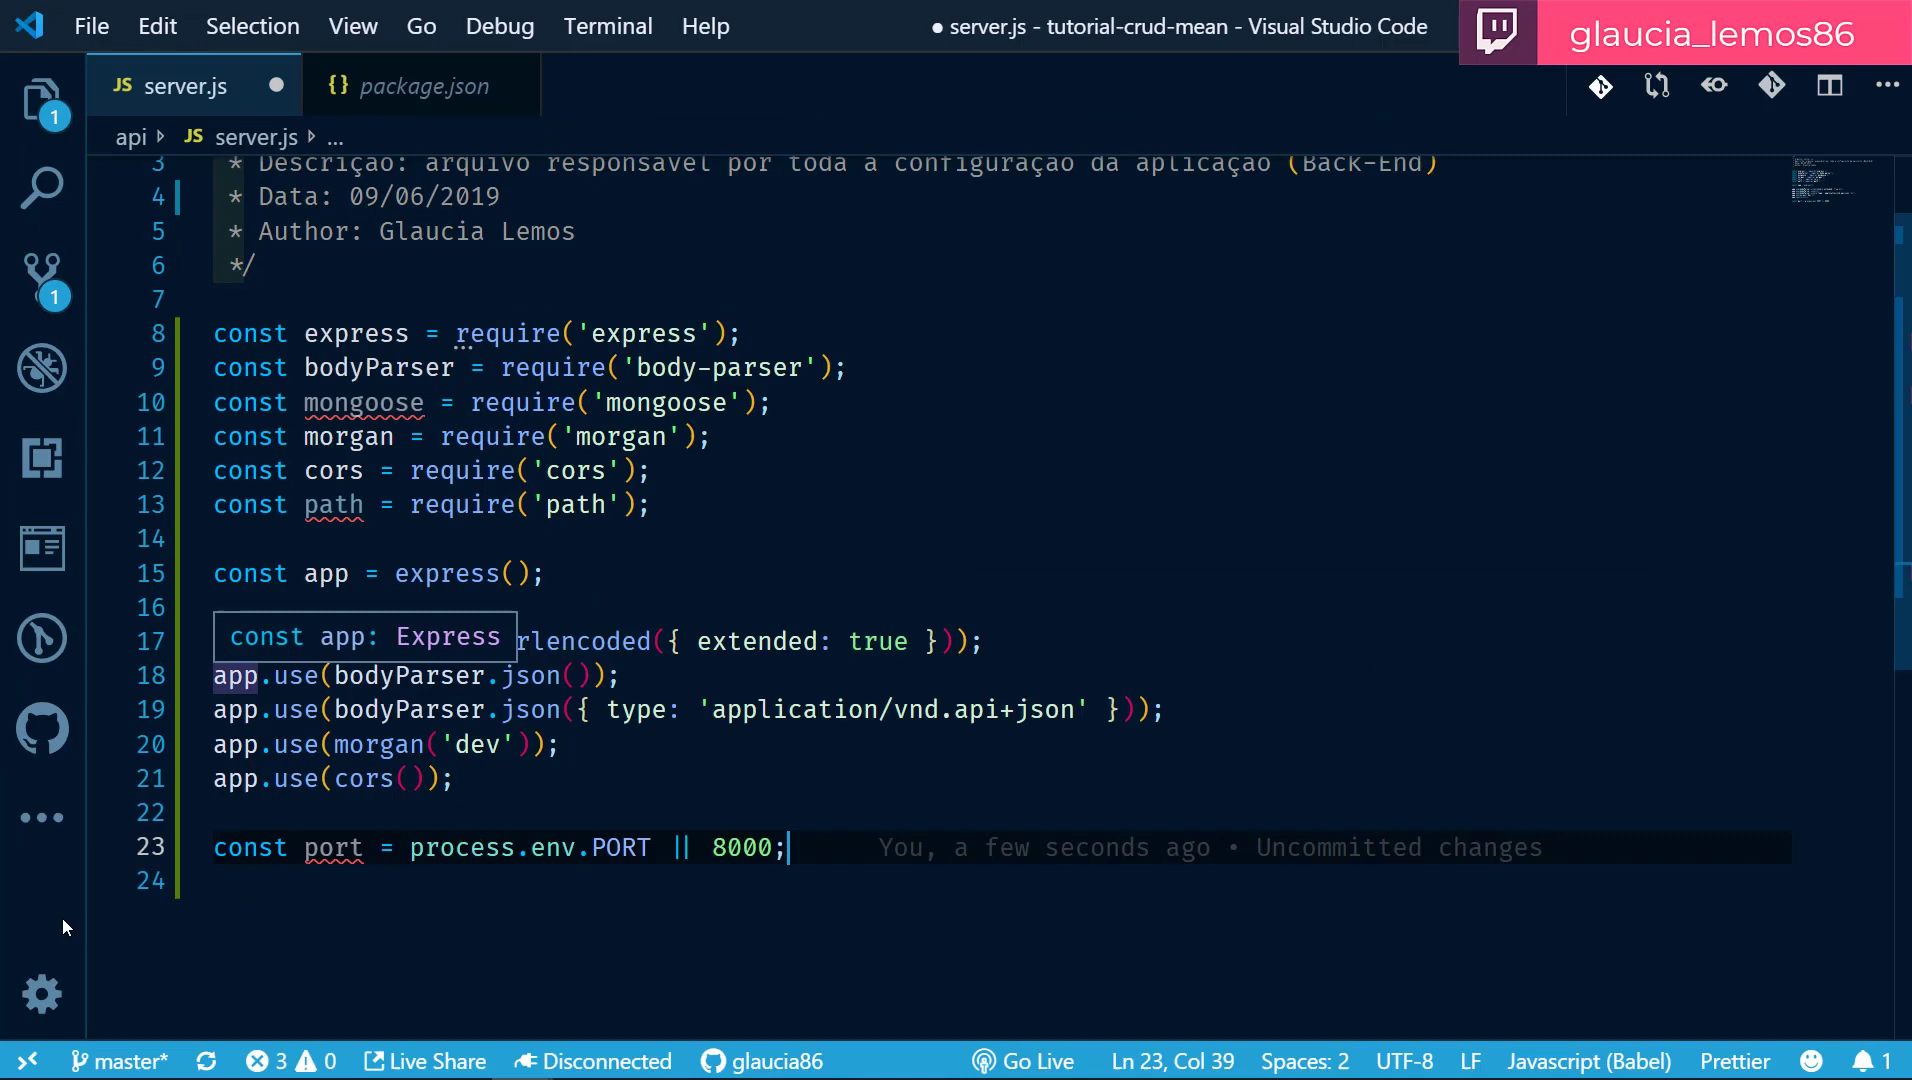 File Edit Selection View Go Debug Terminal Help
● server.js - tutorial-crud-mean - Visual Studio Code
glaucia_lemos86
JS server.js
{} package.json
api JS server.js ...
3 * Descrição: arquivo responsável por toda a configuração da aplicação (Back-End)
4 * Data: 09/06/2019
5 * Author: Glaucia Lemos
6 */
7
8 const express = require('express');
9 const bodyParser = require('body-parser');
10 const mongoose = require('mongoose');
11 const morgan = require('morgan');
12 const cors = require('cors');
13 const path = require('path');
14
15 const app = express();
16
const app: Express
17 rlencoded({ extended: true }));
18 app.use(bodyParser.json());
19 app.use(bodyParser.json({ type: 'application/vnd.api+json' }));
20 app.use(morgan('dev'));
21 app.use(cors());
22
23 const port = process.env.PORT || 8000; You, a few seconds ago • Uncommitted changes
24
1
1
master* 3 0 Live Share Disconnected glaucia86 Go Live Ln 23, Col 39 Spaces: 2 UTF-8 LF Javascript (Babel) Prettier 1